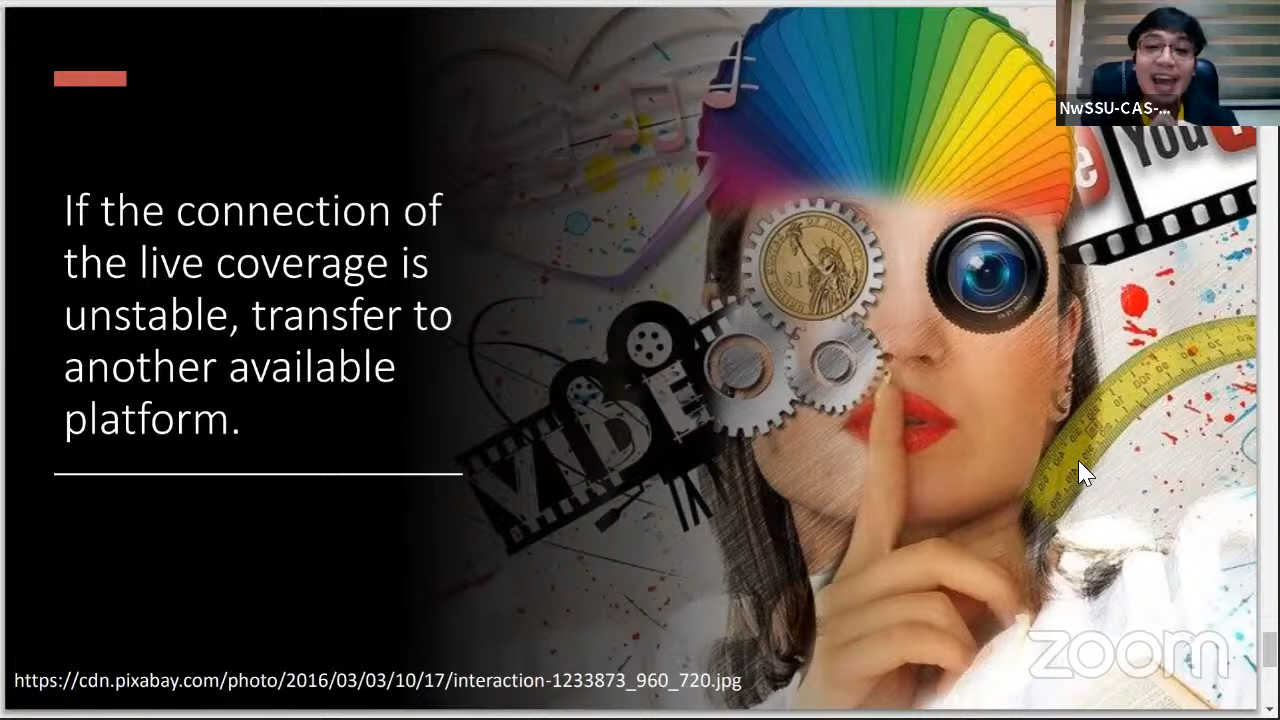 NwSSU-CAS-...
If the connection of
the live coverage is
unstable, transfer to
another available
platform.
You
VIDE
$1
https://cdn.pixabay.com/photo/2016/03/03/10/17/interaction-1233873_960_720.jpg
zoom